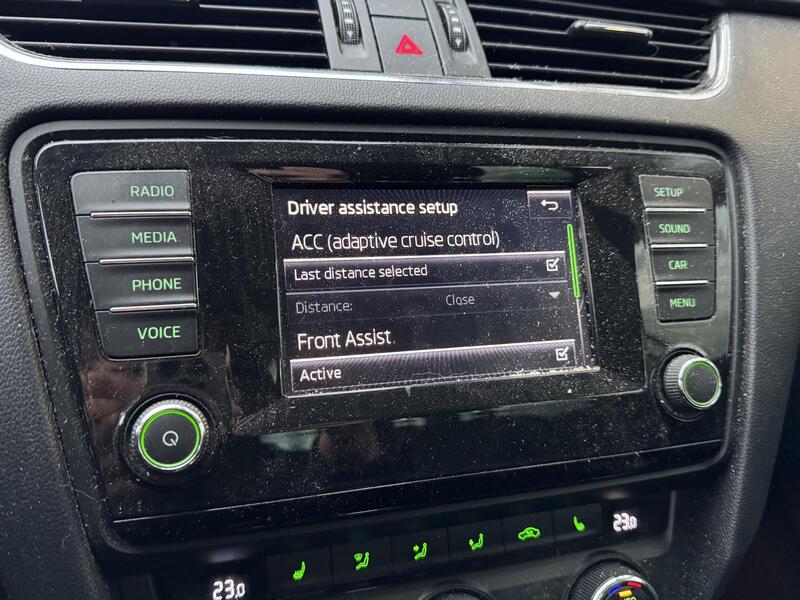 RADIO
MEDIA
PHONE
VOICE
Driver assistance setup
ACC (adaptive cruise control)
Last distance selected
Distance: Close
Front Assist
Active
SETUP
SOUND
CAR
MENU
23.0
23.0
AUTO